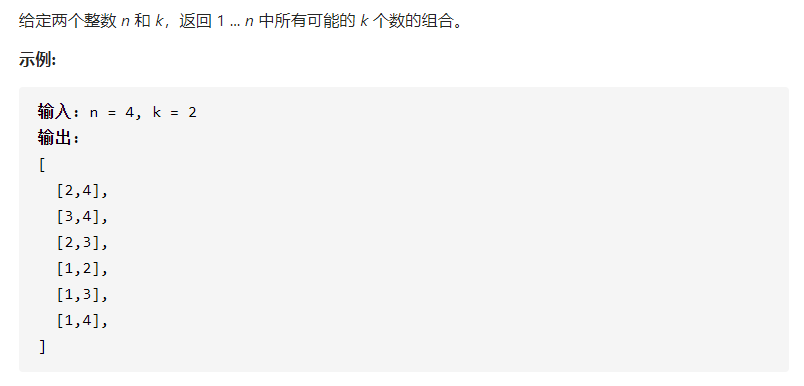 给定两个整数 n 和 k，返回 1 ... n 中所有可能的 k 个数的组合。
示例:
输入: n = 4, k = 2
输出:
[
  [2,4],
  [3,4],
  [2,3],
  [1,2],
  [1,3],
  [1,4],
]